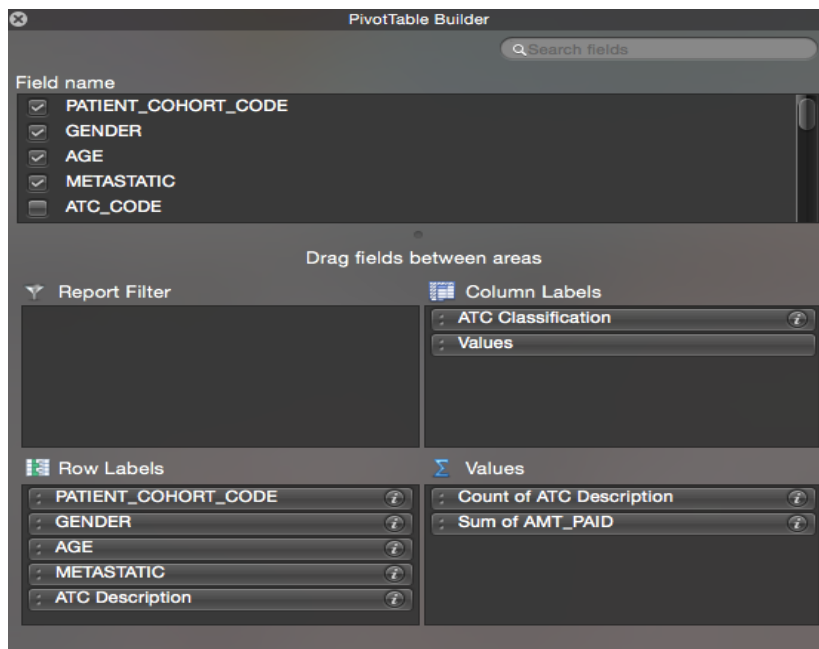 PivotTable Builder
Search fields
Field name
PATIENT_COHORT_CODE
GENDER
AGE
METASTATIC
ATC_CODE
Drag fields between areas
Report Filter
Column Labels
ATC Classification
Values
Row Labels
PATIENT_COHORT_CODE
GENDER
AGE
METASTATIC
ATC Description
Σ Values
Count of ATC Description
Sum of AMT_PAID